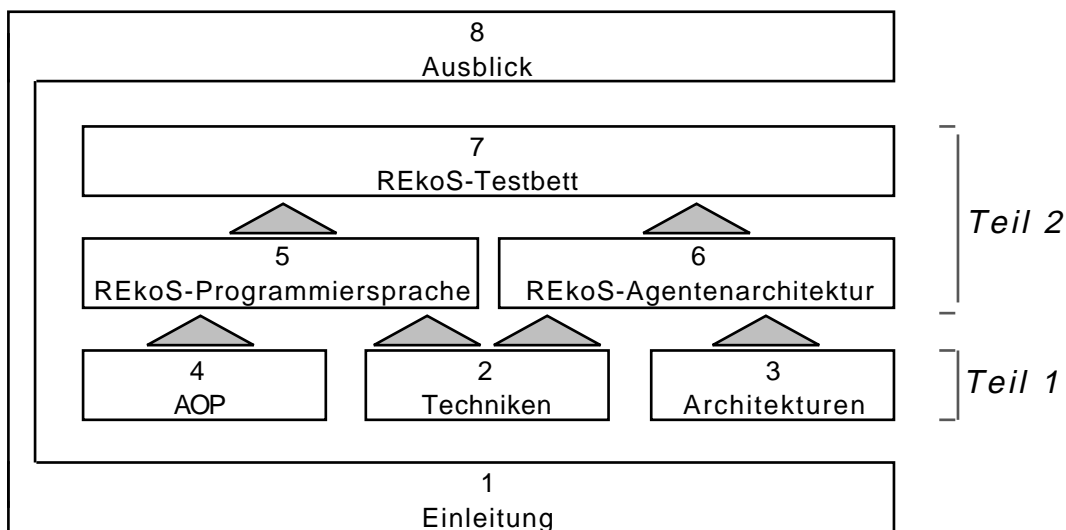 8
Ausblick
7
REkoS-Testbett
Teil 2
5
REkoS-Programmiersprache
6
REkoS-Agentenarchitektur
4
AOP
2
Techniken
3
Architekturen
Teil 1
1
Einleitung